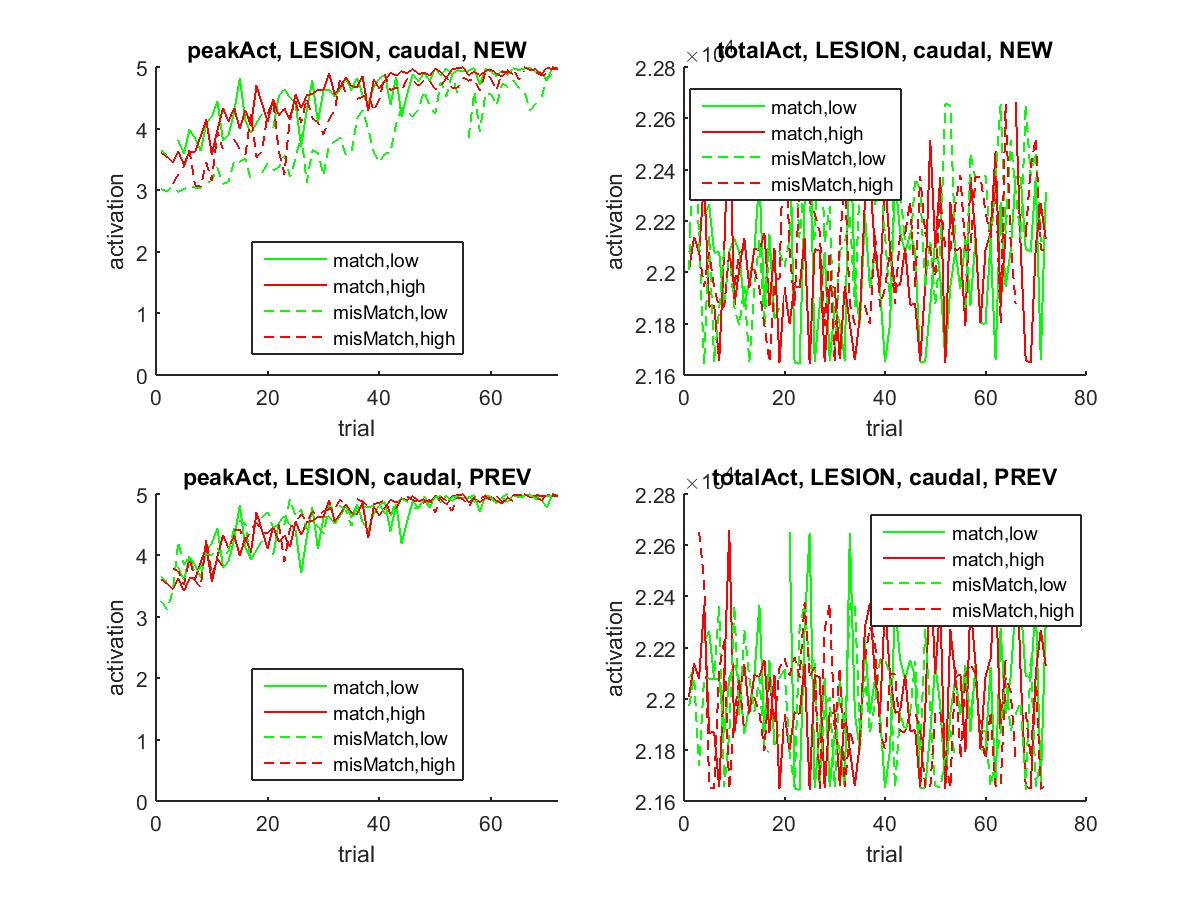 peakAct, LESION, caudal, NEW
5
4
3
2
1
0
activation
match,low
match,high
misMatch,low
misMatch,high
0 20 40 60
trial
×10^4
totalAct, LESION, caudal, NEW
2.28
2.26
2.24
2.22
2.2
2.18
2.16
activation
match,low
match,high
misMatch,low
misMatch,high
0 20 40 60 80
trial
peakAct, LESION, caudal, PREV
5
4
3
2
1
0
activation
match,low
match,high
misMatch,low
misMatch,high
0 20 40 60
trial
×10^4
totalAct, LESION, caudal, PREV
2.28
2.26
2.24
2.22
2.2
2.18
2.16
activation
match,low
match,high
misMatch,low
misMatch,high
0 20 40 60 80
trial